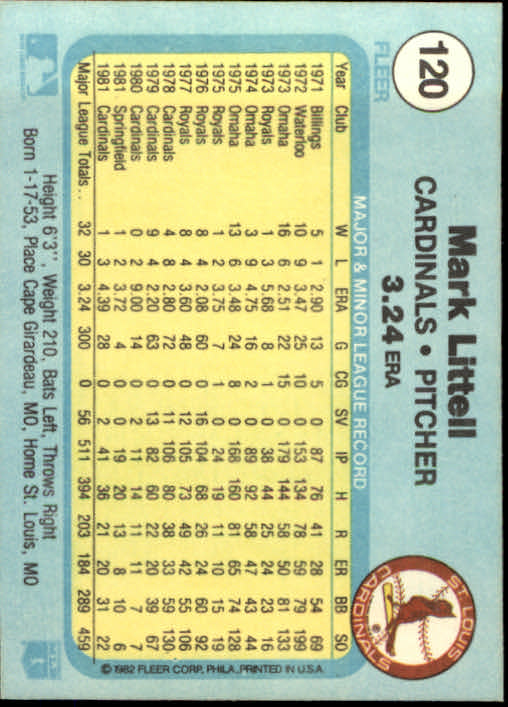 120
FLEER
Mark Littell
CARDINALS • PITCHER
3.24 ERA
ST. LOUIS
CARDINALS
MAJOR & MINOR LEAGUE RECORD
Year Club W L ERA G CG SV IP H R ER BB SO
1971 Billings 5 1 2.90 13 5 0 87 76 41 28 54 69
1972 Waterloo 10 9 3.47 25 10 0 153 134 78 59 79 199
1973 Omaha 16 6 2.51 22 15 0 179 144 58 50 81 133
1973 Royals 1 3 5.68 8 1 0 38 44 25 24 23 16
1974 Omaha 3 9 4.75 16 2 0 89 92 58 47 43 44
1975 Omaha 13 6 3.48 24 8 0 168 160 81 65 74 128
1975 Royals 1 2 3.75 7 1 0 24 19 15 10 15 19
1976 Royals 8 4 2.08 60 0 16 104 68 26 24 60 92
1977 Royals 8 4 3.60 48 0 12 105 73 49 42 55 106
1978 Cardinals 4 8 2.80 72 0 11 106 80 38 33 59 130
1979 Cardinals 9 4 2.20 63 0 13 82 60 22 20 39 67
1980 Cardinals 0 2 9.00 14 0 2 11 14 11 11 7 7
1981 Springfield 1 2 3.72 4 0 0 19 20 13 8 10 6
1981 Cardinals 1 3 4.39 28 0 2 41 36 21 20 31 22
Major League Totals . . 32 30 3.24 300 0 56 511 394 203 184 289 459
Height 6'3", Weight 210, Bats Left, Throws Right
Born 1-17-53, Place Cape Girardeau, MO, Home St. Louis, MO
© 1982 FLEER CORP., PHILA., PRINTED IN U.S.A.